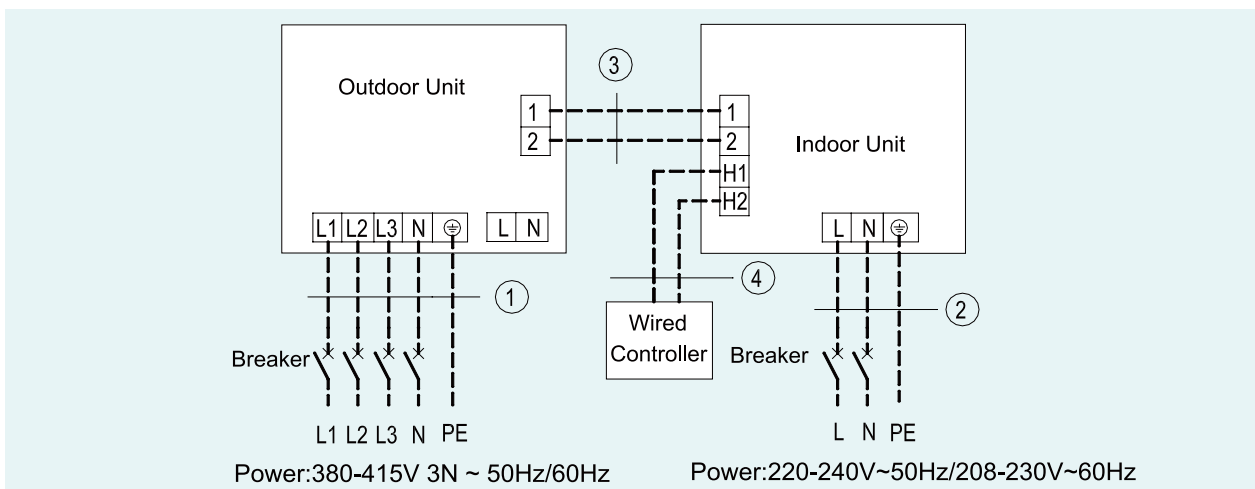 Outdoor Unit
1
2
L1 L2 L3 N
L N
3
1
2
H1
H2
Indoor Unit
L N
1
4
2
Wired
Controller
Breaker
Breaker
L1 L2 L3 N PE
L N PE
Power:380-415V 3N ~ 50Hz/60Hz
Power:220-240V~50Hz/208-230V~60Hz